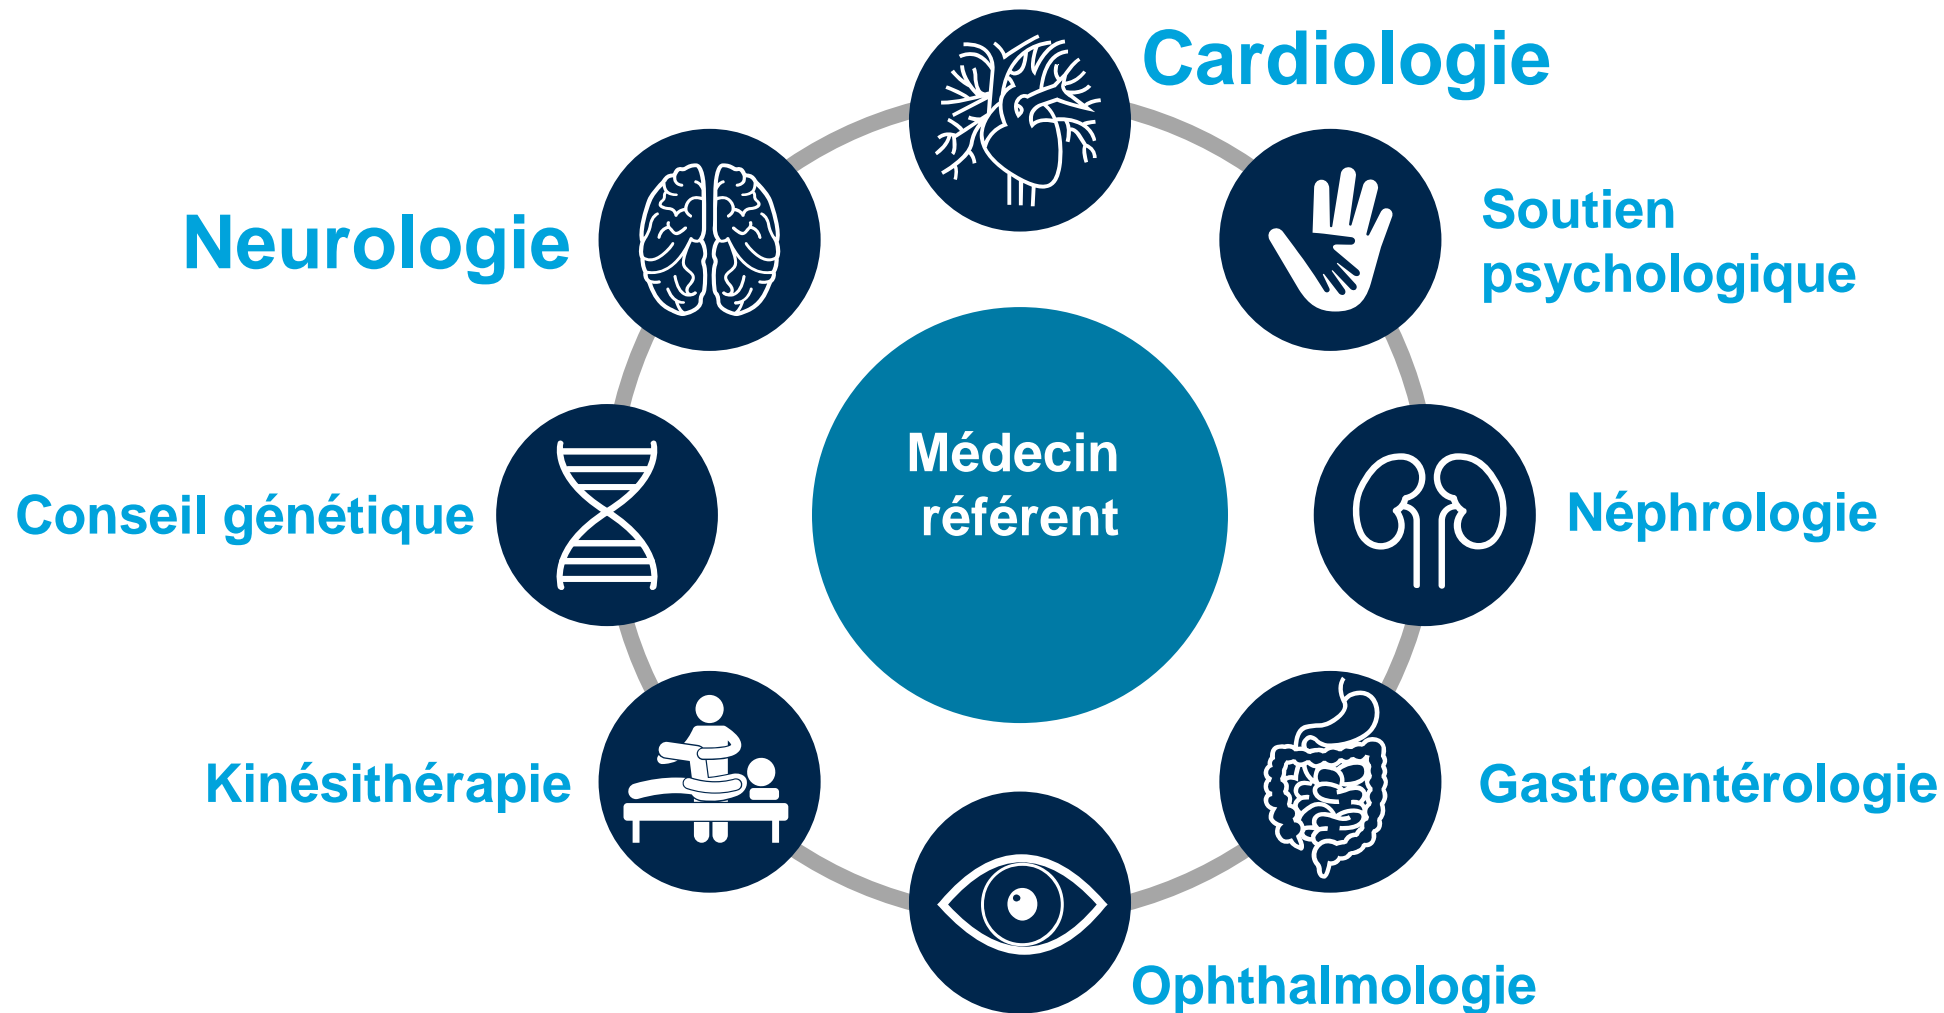 Cardiologie
Soutien
psychologique
Neurologie
Médecin
référent
Conseil génétique
Néphrologie
Kinésithérapie
Gastroentérologie
Ophthalmologie